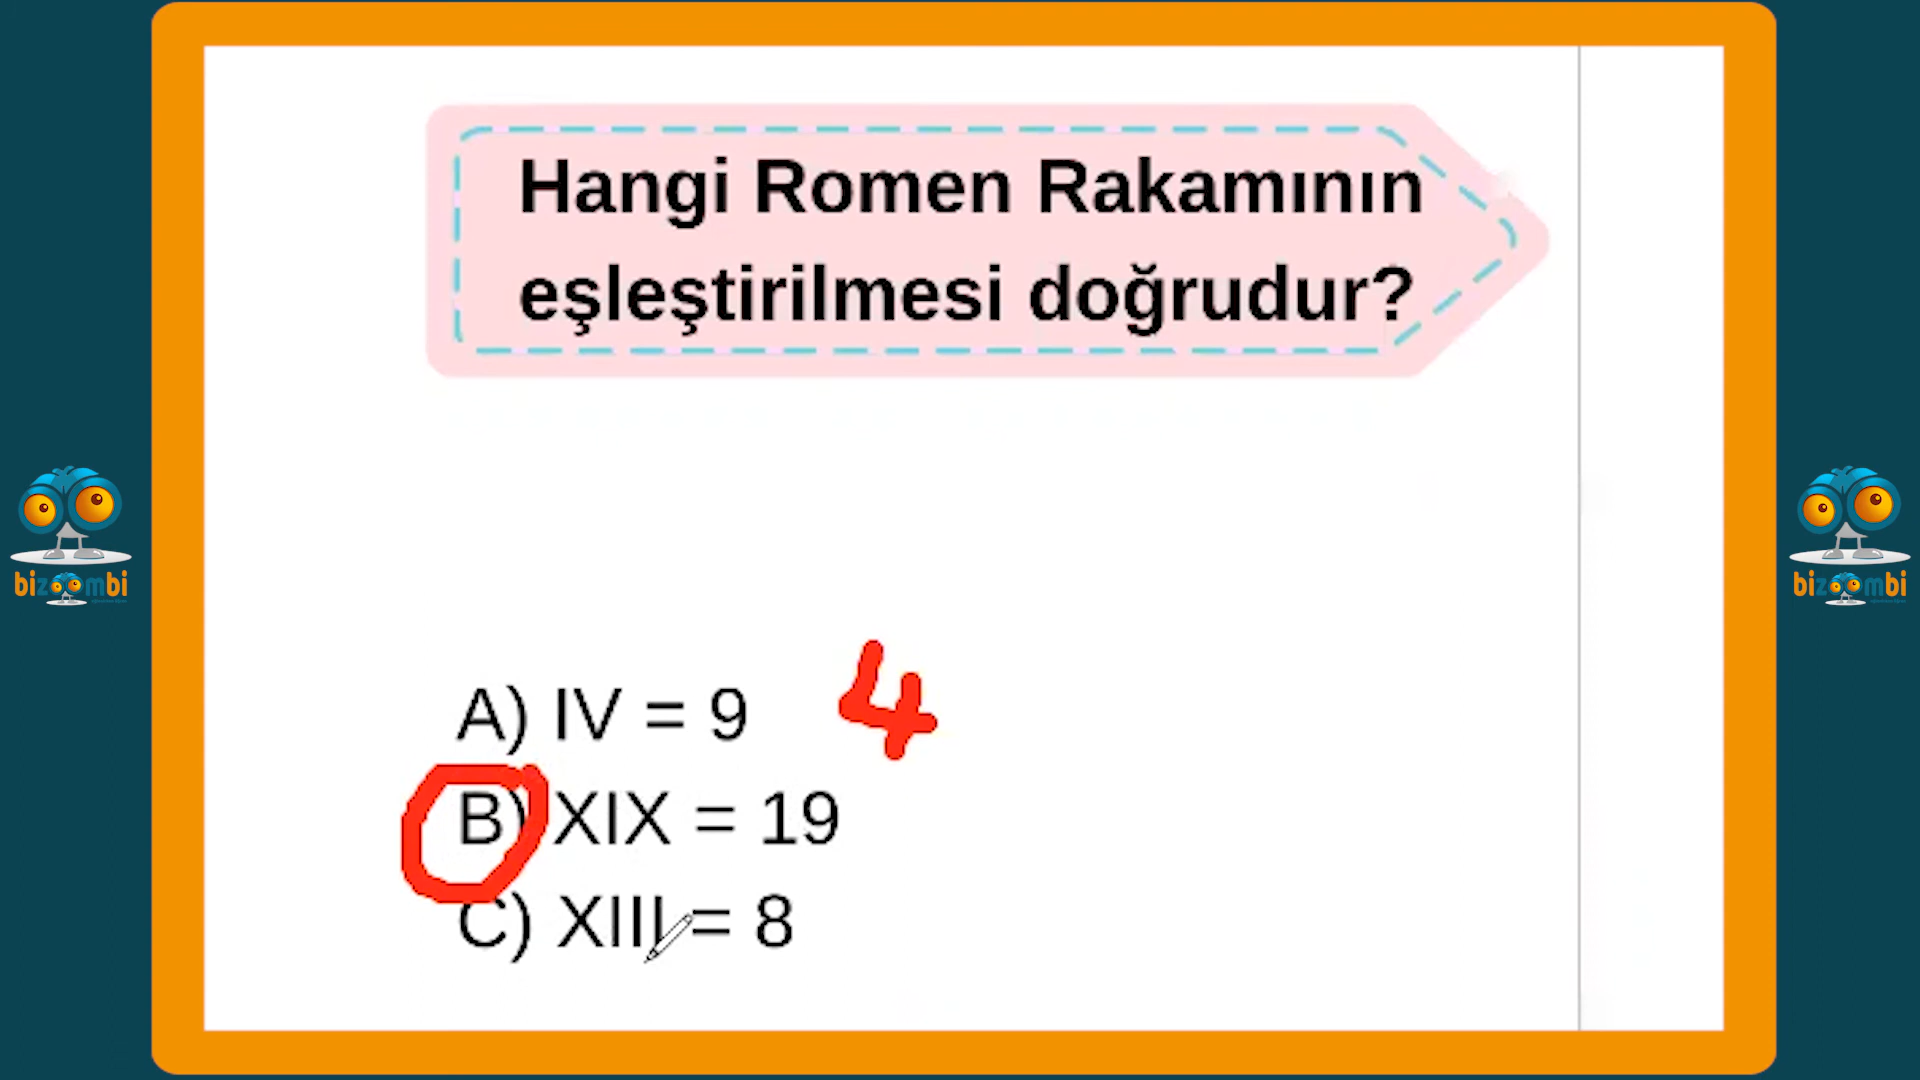 Hangi Romen Rakamının
eşleştirilmesi doğrudur?
A) IV = 9 4
B) XIX = 19
C) XIII = 8
bizoombi
bizoombi